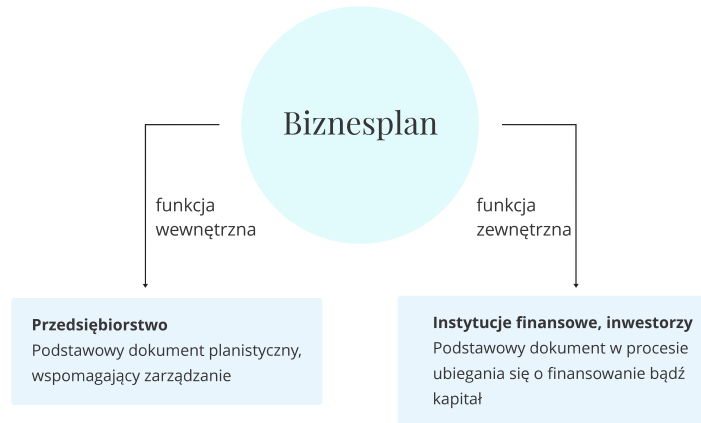 Biznesplan
funkcja
wewnętrzna
funkcja
zewnętrzna
Przedsiębiorstwo
Podstawowy dokument planistyczny,
wspomagający zarządzanie
Instytucje finansowe, inwestorzy
Podstawowy dokument w procesie
ubiegania się o finansowanie bądź
kapitał